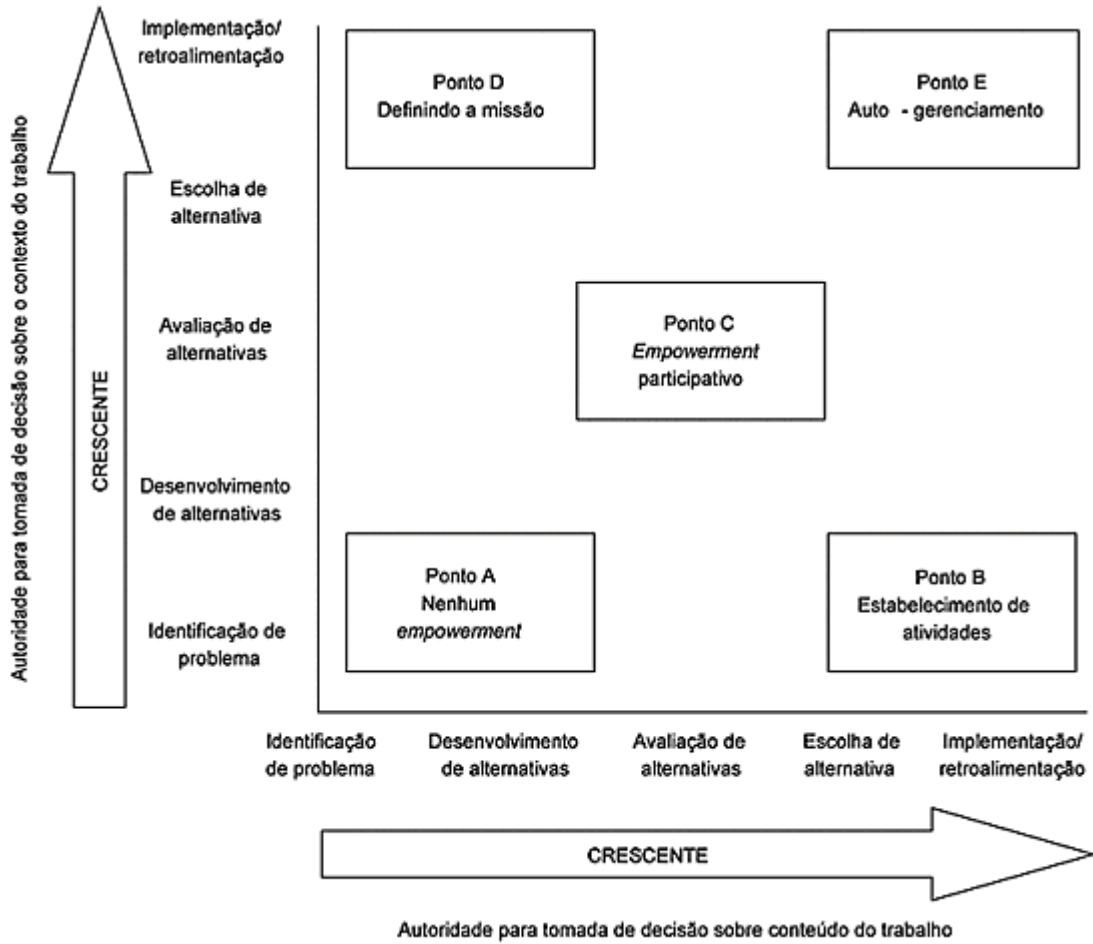 Autoridade para tomada de decisão sobre o contexto do trabalho
CRESCENTE
Implementação/
retroalimentação
Escolha de
alternativa
Avaliação de
alternativas
Desenvolvimento
de alternativas
Identificação de
problema
Ponto D
Definindo a missão
Ponto E
Auto - gerenciamento
Ponto C
Empowerment
participativo
Ponto A
Nenhum
empowerment
Ponto B
Estabelecimento de
atividades
Identificação
de problema
Desenvolvimento
de alternativas
Avaliação de
alternativas
Escolha de
alternativa
Implementação/
retroalimentação
CRESCENTE
Autoridade para tomada de decisão sobre conteúdo do trabalho